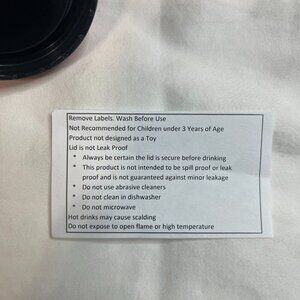 Remove Labels. Wash Before Use
Not Recommended for Children under 3 Years of Age
Product not designed as a Toy
Lid is not Leak Proof
* Always be certain the lid is secure before drinking
* This product is not intended to be spill proof or leak
proof and is not guaranteed against minor leakage
* Do not use abrasive cleaners
* Do not clean in dishwasher
* Do not microwave
Hot drinks may cause scalding
Do not expose to open flame or high temperature